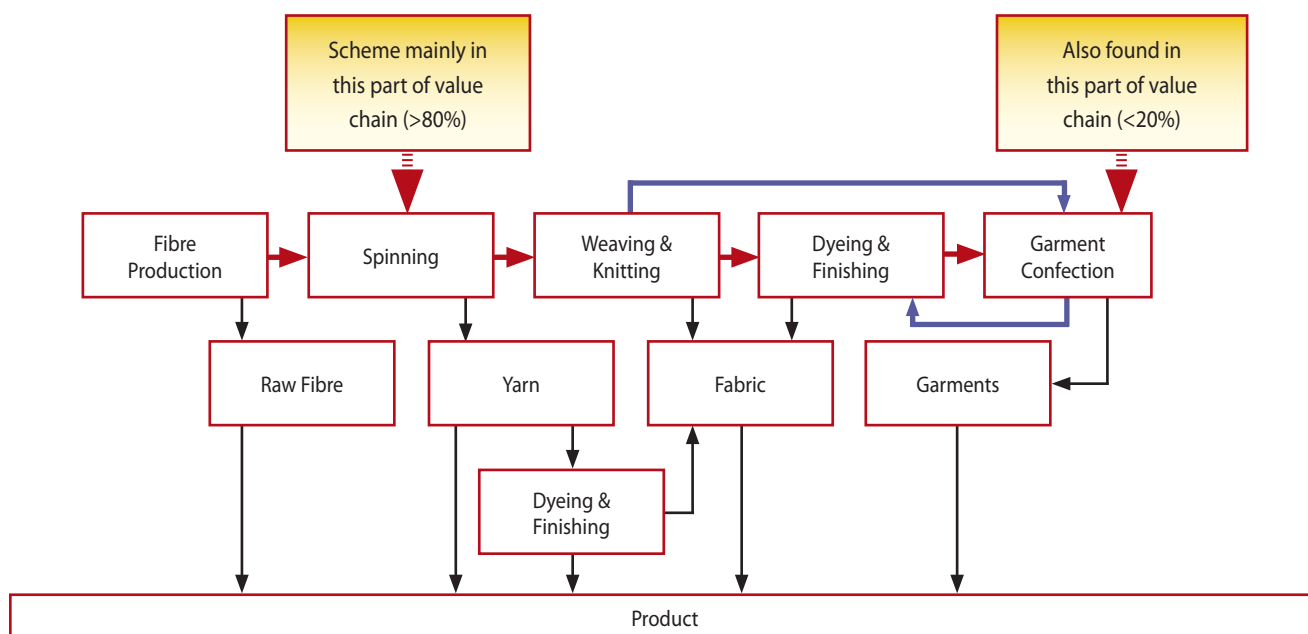 Scheme mainly in
this part of value
chain (>80%)
Also found in
this part of value
chain (<20%)
Fibre
Production
Spinning
Weaving &
Knitting
Dyeing &
Finishing
Garment
Confection
Raw Fibre
Yarn
Fabric
Garments
Dyeing &
Finishing
Product